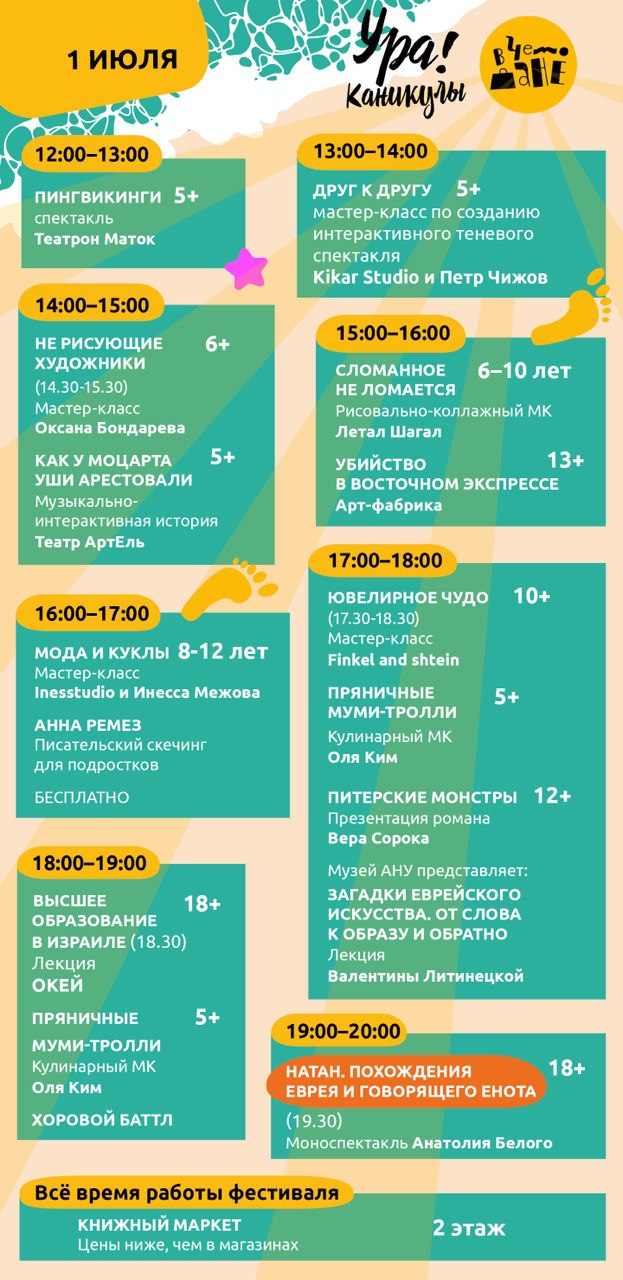 1 ИЮЛЯ
Ура!
Каникулы
в Чемо
дане
12:00–13:00
ПИНГВИКИНГИ 5+
спектакль
Театрон Маток
13:00–14:00
ДРУГ К ДРУГУ 5+
мастер-класс по созданию
интерактивного теневого
спектакля
Kikar Studio и Петр Чижов
14:00–15:00
НЕ РИСУЮЩИЕ 6+
ХУДОЖНИКИ
(14.30-15.30)
Мастер-класс
Оксана Бондарева
КАК У МОЦАРТА 5+
УШИ АРЕСТОВАЛИ
Музыкально-
интерактивная история
Театр АртЕль
15:00–16:00
СЛОМАННОЕ 6–10 лет
НЕ ЛОМАЕТСЯ
Рисовально-коллажный МК
Летал Шагал
УБИЙСТВО 13+
В ВОСТОЧНОМ ЭКСПРЕССЕ
Арт-фабрика
16:00–17:00
МОДА И КУКЛЫ 8-12 лет
Мастер-класс
Inesstudio и Инесса Межова
АННА РЕМЕЗ
Писательский скечинг
для подростков
БЕСПЛАТНО
17:00–18:00
ЮВЕЛИРНОЕ ЧУДО 10+
(17.30-18.30)
Мастер-класс
Finkel and shtein
ПРЯНИЧНЫЕ 5+
МУМИ-ТРОЛЛИ
Кулинарный МК
Оля Ким
ПИТЕРСКИЕ МОНСТРЫ 12+
Презентация романа
Вера Сорока
Музей АНУ представляет:
ЗАГАДКИ ЕВРЕЙСКОГО
ИСКУССТВА. ОТ СЛОВА
К ОБРАЗУ И ОБРАТНО
Лекция
Валентины Литинецкой
18:00–19:00
ВЫСШЕЕ 18+
ОБРАЗОВАНИЕ
В ИЗРАИЛЕ (18.30)
Лекция
ОКЕЙ
ПРЯНИЧНЫЕ 5+
МУМИ-ТРОЛЛИ
Кулинарный МК
Оля Ким
ХОРОВОЙ БАТТЛ
19:00–20:00
НАТАН. ПОХОЖДЕНИЯ 18+
ЕВРЕЯ И ГОВОРЯЩЕГО ЕНОТА
(19.30)
Моноспектакль Анатолия Белого
Всё время работы фестиваля
КНИЖНЫЙ МАРКЕТ 2 этаж
Цены ниже, чем в магазинах